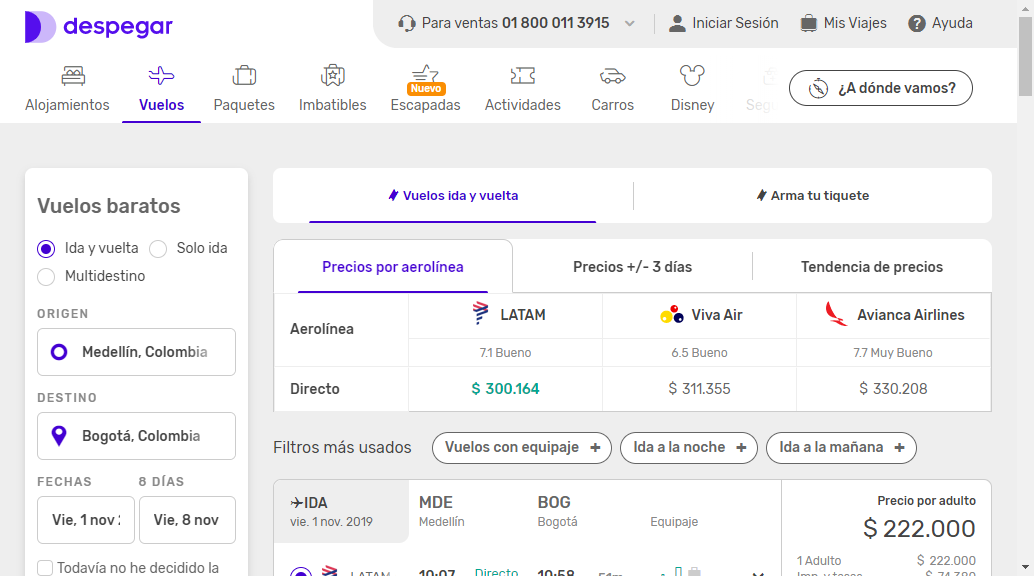 despegar
Para ventas 01 800 011 3915
Iniciar Sesión
Mis Viajes
Ayuda
Alojamientos
Vuelos
Paquetes
Imbatibles
Nuevo
Escapadas
Actividades
Carros
Disney
¿A dónde vamos?
Vuelos baratos
Ida y vuelta
Solo ida
Multidestino
ORIGEN
Medellín, Colombia
DESTINO
Bogotá, Colombia
FECHAS
8 DÍAS
Vie, 1 nov
Vie, 8 nov
Todavía no he decidido la
Vuelos ida y vuelta
Arma tu tiquete
Precios por aerolínea
Precios +/- 3 días
Tendencia de precios
Aerolínea
LATAM
Viva Air
Avianca Airlines
7.1 Bueno
6.5 Bueno
7.7 Muy Bueno
Directo
$ 300.164
$ 311.355
$ 330.208
Filtros más usados
Vuelos con equipaje +
Ida a la noche +
Ida a la mañana +
IDA
vie. 1 nov. 2019
MDE
Medellín
BOG
Bogotá
Equipaje
LATAM
10:07
Directo
10:58
51m
Precio por adulto
$ 222.000
1 Adulto
$ 222.000
Imp. y tasas
$ 74.380